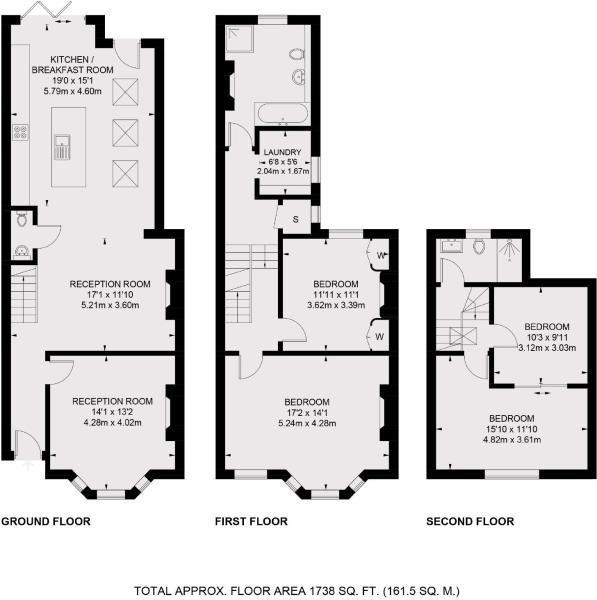 KITCHEN /
BREAKFAST ROOM
19'0 x 15'1
5.79m x 4.60m
RECEPTION ROOM
17'1 x 11'10
5.21m x 3.60m
RECEPTION ROOM
14'1 x 13'2
4.28m x 4.02m
GROUND FLOOR
LAUNDRY
6'8 x 5'6
2.04m x 1.67m
S
W
BEDROOM
11'11 x 11'1
3.62m x 3.39m
W
BEDROOM
17'2 x 14'1
5.24m x 4.28m
FIRST FLOOR
BEDROOM
10'3 x 9'11
3.12m x 3.03m
BEDROOM
15'10 x 11'10
4.82m x 3.61m
SECOND FLOOR
TOTAL APPROX. FLOOR AREA 1738 SQ. FT. (161.5 SQ. M.)